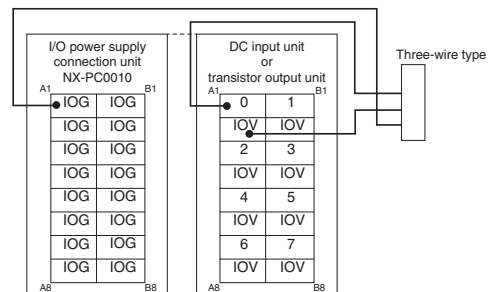 I/O power supply
connection unit
NX-PC0010
A1 B1
IOG IOG
IOG IOG
IOG IOG
IOG IOG
IOG IOG
IOG IOG
IOG IOG
IOG IOG
A8 B8
DC input unit
or
transistor output unit
A1 B1
0 1
IOV IOV
2 3
IOV IOV
4 5
IOV IOV
6 7
IOV IOV
A8 B8
Three-wire type